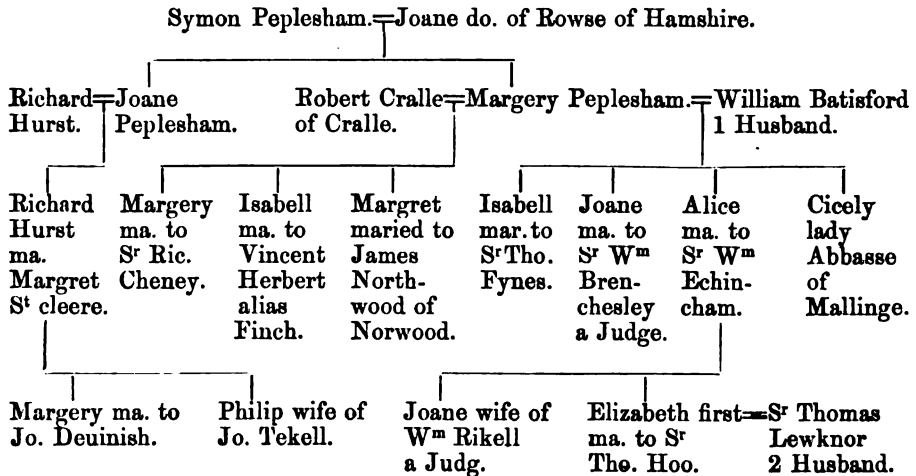 Symon Peplesham.=Joane do. of Rowse of Hamshire.
Richard=Joane
Hurst. Peplesham.
Robert Cralle=Margery Peplesham.=William Batisford
of Cralle. 1 Husband.
Richard
Hurst
ma.
Margret
St cleere.
Margery
ma. to
Sr Ric.
Cheney.
Isabell
ma. to
Vincent
Herbert
alias
Finch.
Margret
maried to
James
North-
wood of
Norwood.
Isabell
mar. to
Sr Tho.
Fynes.
Joane
ma. to
Sr Wm
Bren-
chesley
a Judge.
Alice
ma. to
Sr Wm
Echin-
cham.
Cicely
lady
Abbasse
of
Mallinge.
Margery ma. to
Jo. Deuinish.
Philip wife of
Jo. Tekell.
Joane wife of
Wm Rikell
a Judg.
Elizabeth first=Sr Thomas
ma. to Sr Lewknor
Tho. Hoo. 2 Husband.